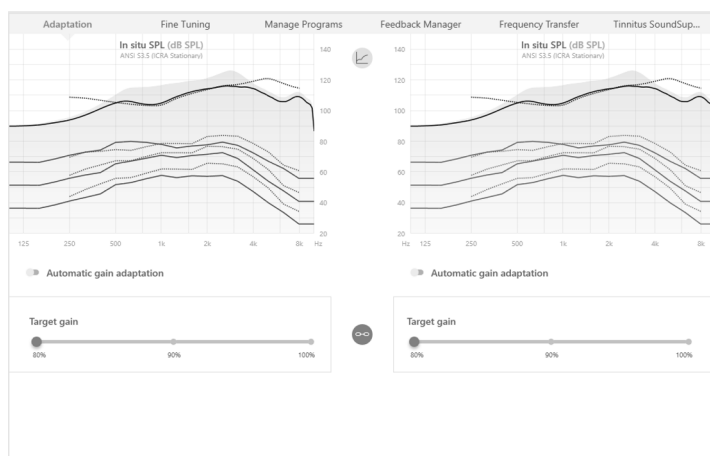 Adaptation Fine Tuning Manage Programs Feedback Manager Frequency Transfer Tinnitus SoundSup...
In situ SPL (dB SPL)
ANSI S3.5 (ICRA Stationary)
140
120
100
80
60
40
20
125 250 500 1k 2k 4k 8k Hz
In situ SPL (dB SPL)
ANSI S3.5 (ICRA Stationary)
140
120
100
80
60
40
20
Hz 125 250 500 1k 2k 4k 8k
Automatic gain adaptation
Automatic gain adaptation
Target gain
80% 90% 100%
Target gain
80% 90% 100%